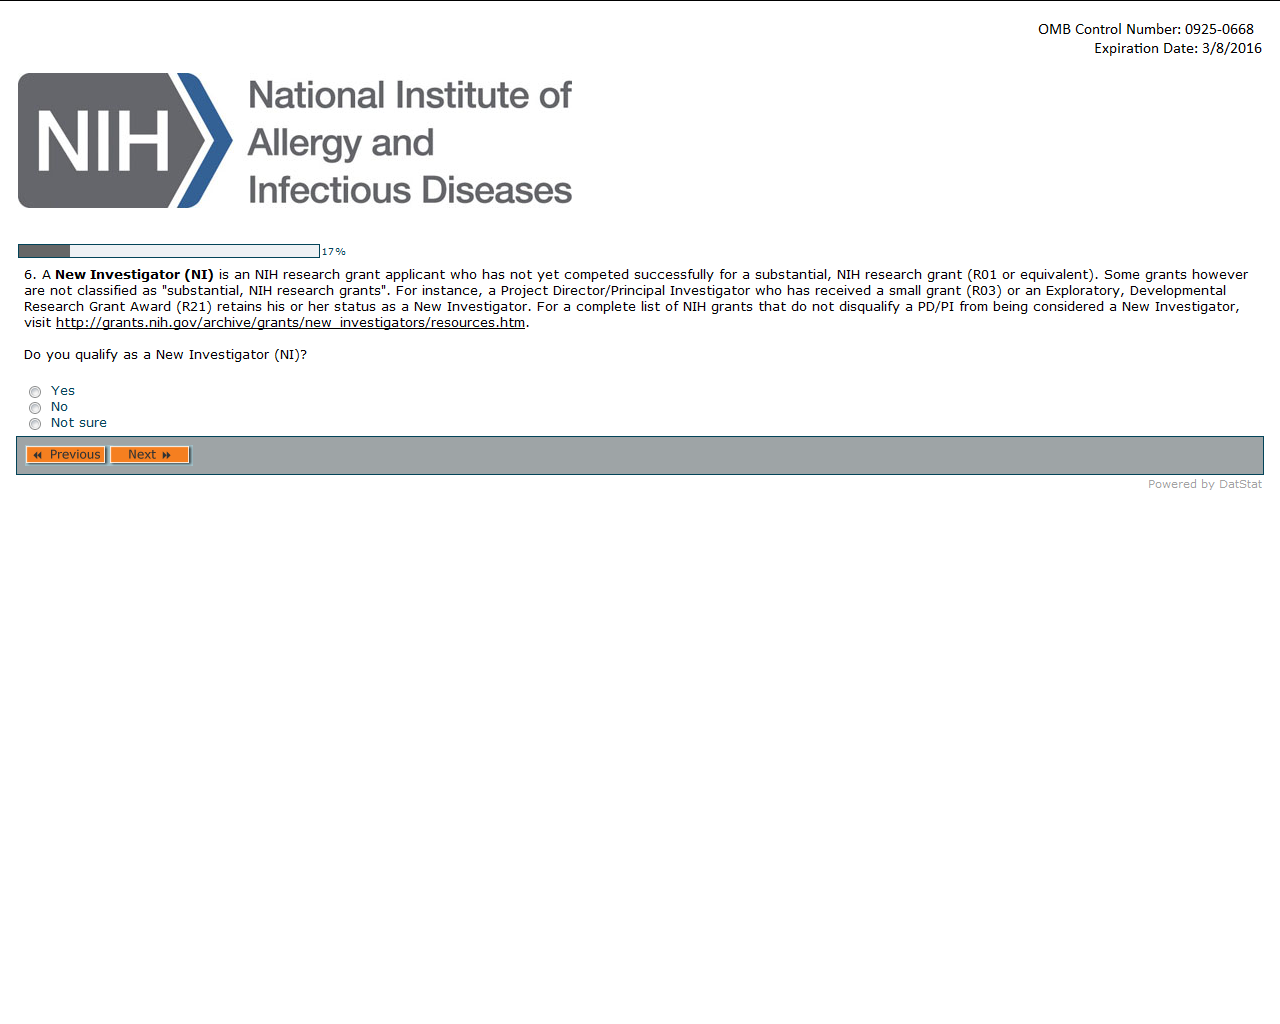 OMB Control Number: 0925-0668
Expiration Date: 3/8/2016
NIH
National Institute of
Allergy and
Infectious Diseases
17%
6. A New Investigator (NI) is an NIH research grant applicant who has not yet competed successfully for a substantial, NIH research grant (R01 or equivalent). Some grants however
are not classified as "substantial, NIH research grants". For instance, a Project Director/Principal Investigator who has received a small grant (R03) or an Exploratory, Developmental
Research Grant Award (R21) retains his or her status as a New Investigator. For a complete list of NIH grants that do not disqualify a PD/PI from being considered a New Investigator,
visit http://grants.nih.gov/archive/grants/new_investigators/resources.htm.
Do you qualify as a New Investigator (NI)?
Yes
No
Not sure
Previous Next
Powered by DatStat